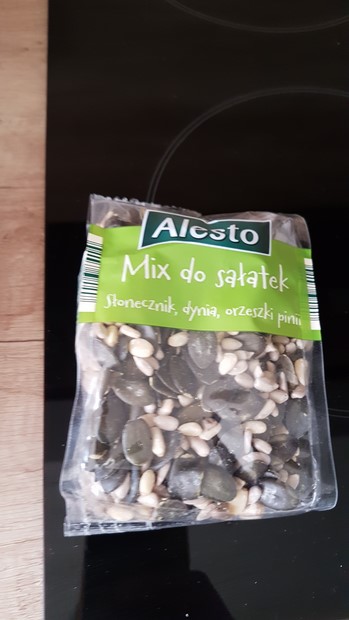 Alesto
Mix do sałatek
Słonecznik, dynia, orzeszki pinii